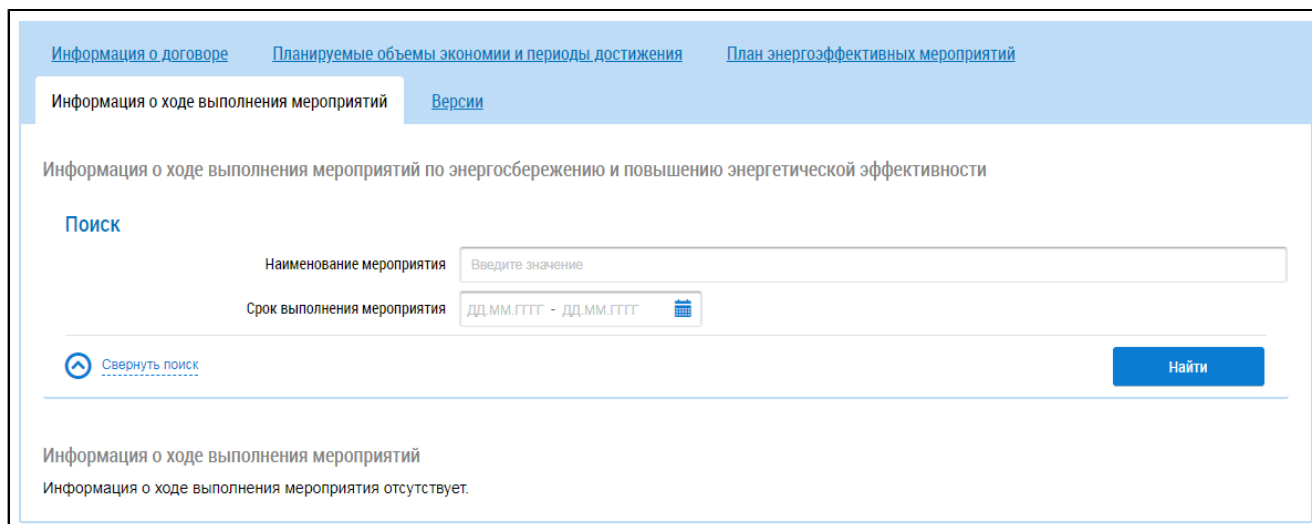 Информация о договоре Планируемые объемы экономии и периоды достижения План энергоэффективных мероприятий
Информация о ходе выполнения мероприятий Версии
Информация о ходе выполнения мероприятий по энергосбережению и повышению энергетической эффективности
Поиск
Наименование мероприятия Введите значение
Срок выполнения мероприятия ДД.ММ.ГГГГ - ДД.ММ.ГГГГ
Свернуть поиск Найти
Информация о ходе выполнения мероприятий
Информация о ходе выполнения мероприятия отсутствует.